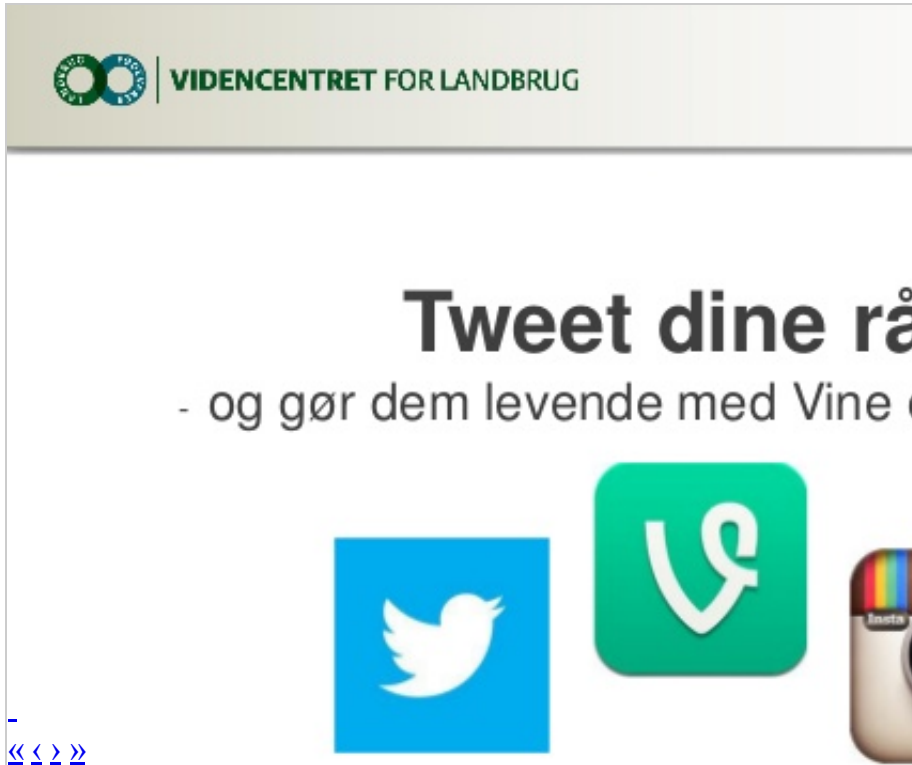 VIDENCENTRET FOR LANDBRUG
Tweet dine rå
- og gør dem levende med Vine
Insta
-
« ‹ › »